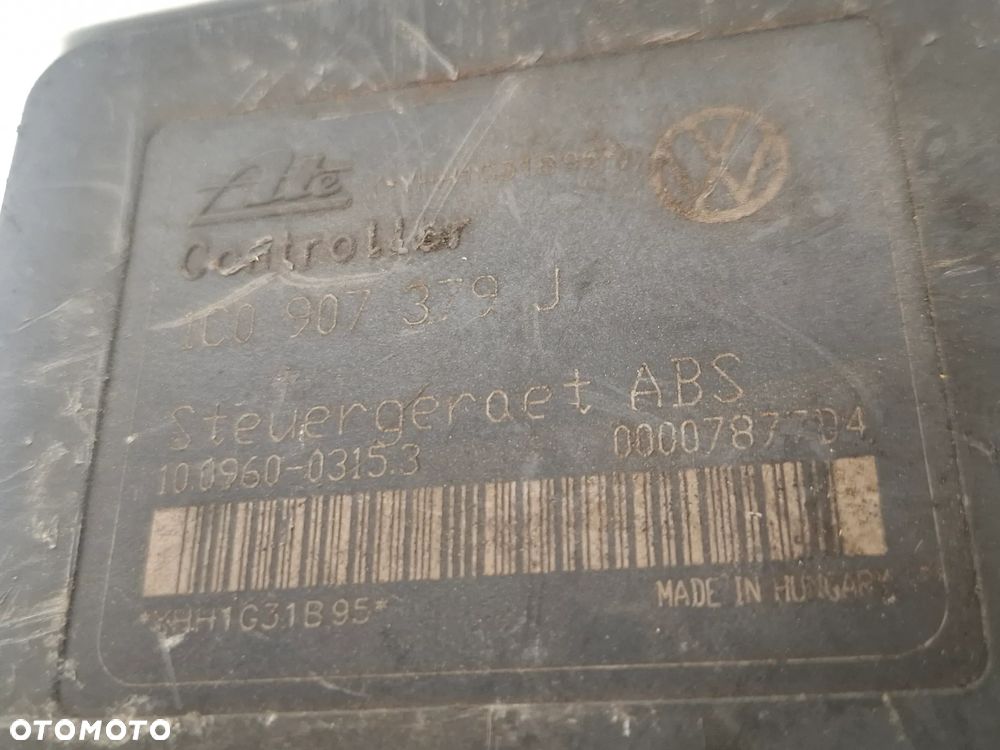 Ate
Controller
1C0 907 379 J
Steuergeraet ABS
10.0960-0315.3
00007877D4
*KHH1G31B95*
MADE IN HUNGARY
OTOMOTO